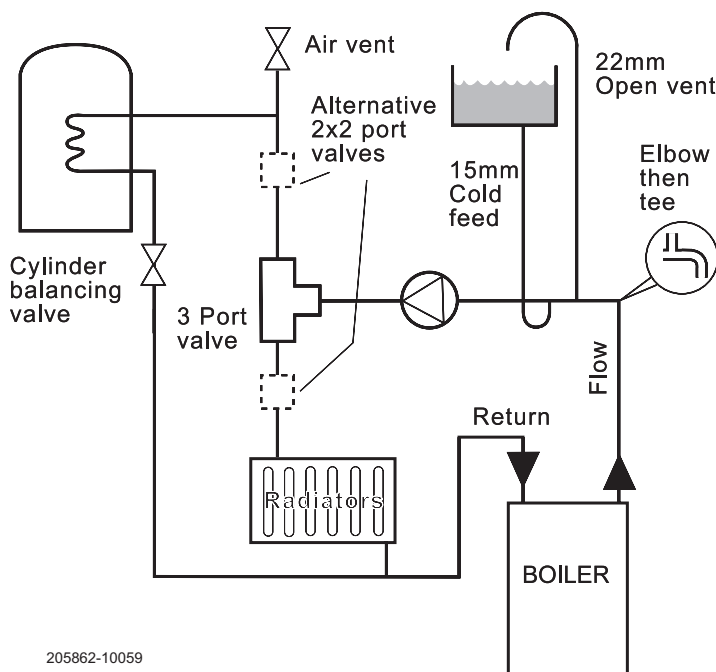 Air vent
22mm
Open vent
Alternative
2x2 port
valves
15mm
Cold
feed
Elbow
then
tee
Cylinder
balancing
valve
3 Port
valve
Flow
Return
Radiators
BOILER
205862-10059